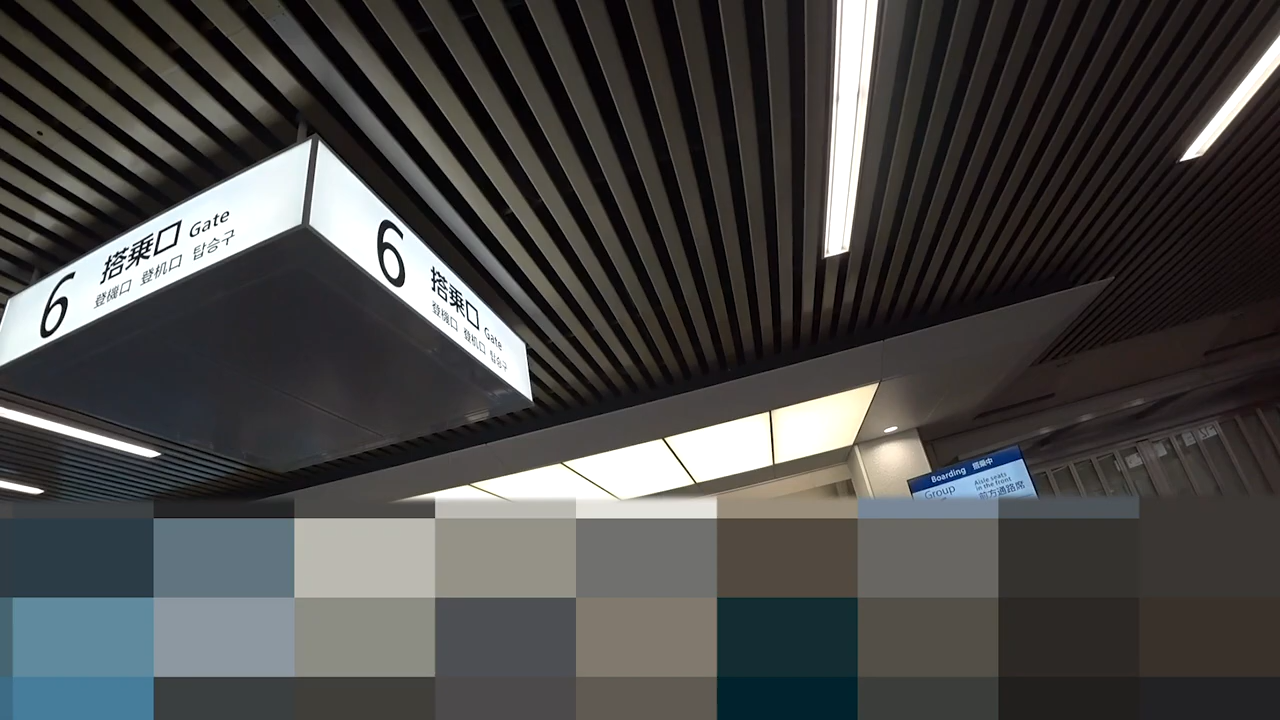 6 搭乗口 Gate
登機口 登机口 탑승구
6 搭乗口 Gate
登機口 登机口 탑승구
Boarding 搭乗中
Group
Aisle seats
in the front
前方通路席